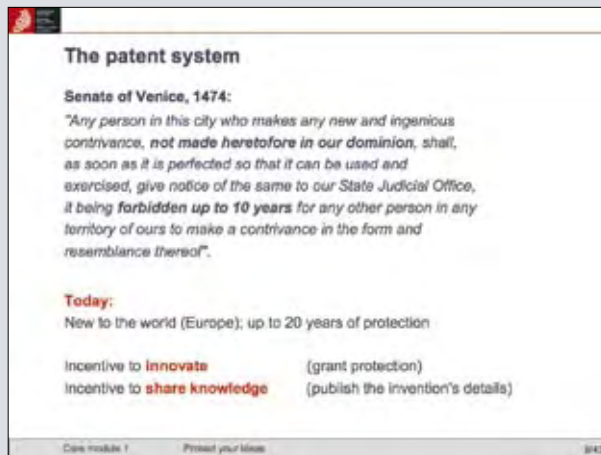 The patent system
Senate of Venice, 1474:
"Any person in this city who makes any new and ingenious
contrivance, not made heretofore in our dominion, shall,
as soon as it is perfected so that it can be used and
exercised, give notice of the same to our State Judicial Office,
it being forbidden up to 10 years for any other person in any
territory of ours to make a contrivance in the form and
resemblance thereof".
Today:
New to the world (Europe); up to 20 years of protection
Incentive to innovate (grant protection)
Incentive to share knowledge (publish the invention's details)
Core module 1 Protect your ideas